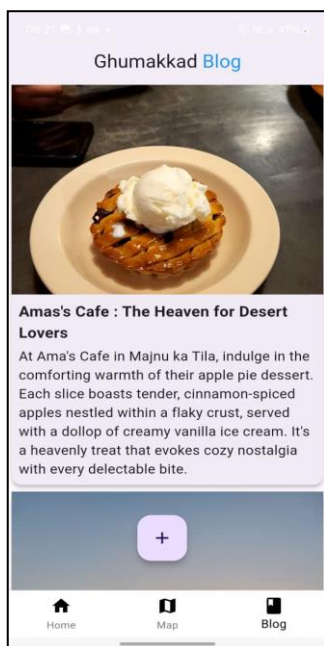 Ghumakkad Blog
Amas's Cafe : The Heaven for Desert
Lovers
At Ama's Cafe in Majnu ka Tila, indulge in the
comforting warmth of their apple pie dessert.
Each slice boasts tender, cinnamon-spiced
apples nestled within a flaky crust, served
with a dollop of creamy vanilla ice cream. It's
a heavenly treat that evokes cozy nostalgia
with every delectable bite.
+
Home Map Blog